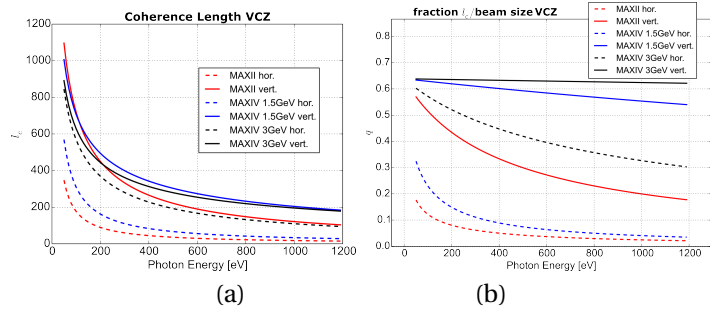 Coherence Length VCZ
1200
1000
800
600
400
200
0
l_c
MAXII hor.
MAXII vert.
MAXIV 1.5GeV hor.
MAXIV 1.5GeV vert.
MAXIV 3GeV hor.
MAXIV 3GeV vert.
0 200 400 600 800 1000 1200
Photon Energy [eV]
(a)
fraction l_c/beam size VCZ
0.8
0.7
0.6
0.5
0.4
0.3
0.2
0.1
0.0
q
MAXII hor.
MAXII vert.
MAXIV 1.5GeV hor.
MAXIV 1.5GeV vert.
MAXIV 3GeV hor.
MAXIV 3GeV vert.
0 200 400 600 800 1000 1200
Photon Energy [eV]
(b)